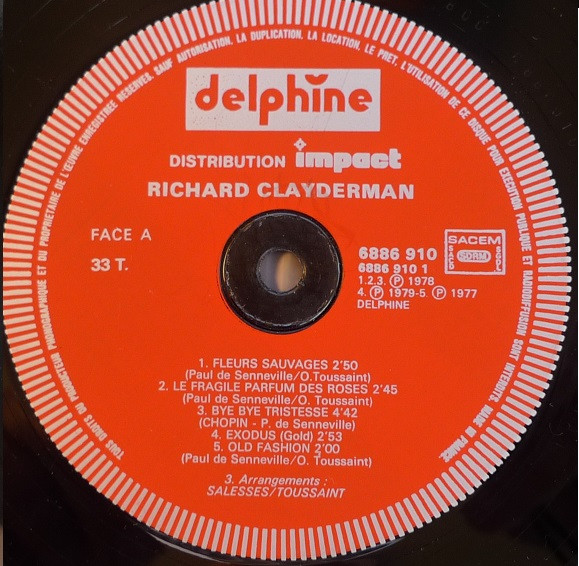 TOUS DROITS DU PRODUCTEUR PHONOGRAPHIQUE ET DU PROPRIETAIRE DE L'ŒUVRE ENREGISTREE RESERVES. SAUF AUTORISATION, LA DUPLICATION, LA LOCATION, LE PRET, L'UTILISATION DE CE DISQUE POUR EXECUTION PUBLIQUE ET RADIODIFFUSION SONT INTERDITS. MADE IN FRANCE.
delphine
DISTRIBUTION impact
RICHARD CLAYDERMAN
FACE A
33 T.
6886 910
6886 910 1
1.2.3. Ⓟ 1978
4. Ⓟ 1979-5. Ⓟ 1977
DELPHINE
SACEM
SACD
SDRM
SGDL
1. FLEURS SAUVAGES 2'50
(Paul de Senneville/O.Toussaint)
2. LE FRAGILE PARFUM DES ROSES 2'45
(Paul de Senneville/O. Toussaint)
3. BYE BYE TRISTESSE 4'42
(CHOPIN - P. de Senneville)
4. EXODUS (Gold) 2'53
5. OLD FASHION 2'00
(Paul de Senneville/O. Toussaint)
3. Arrangements :
SALESSES/TOUSSAINT